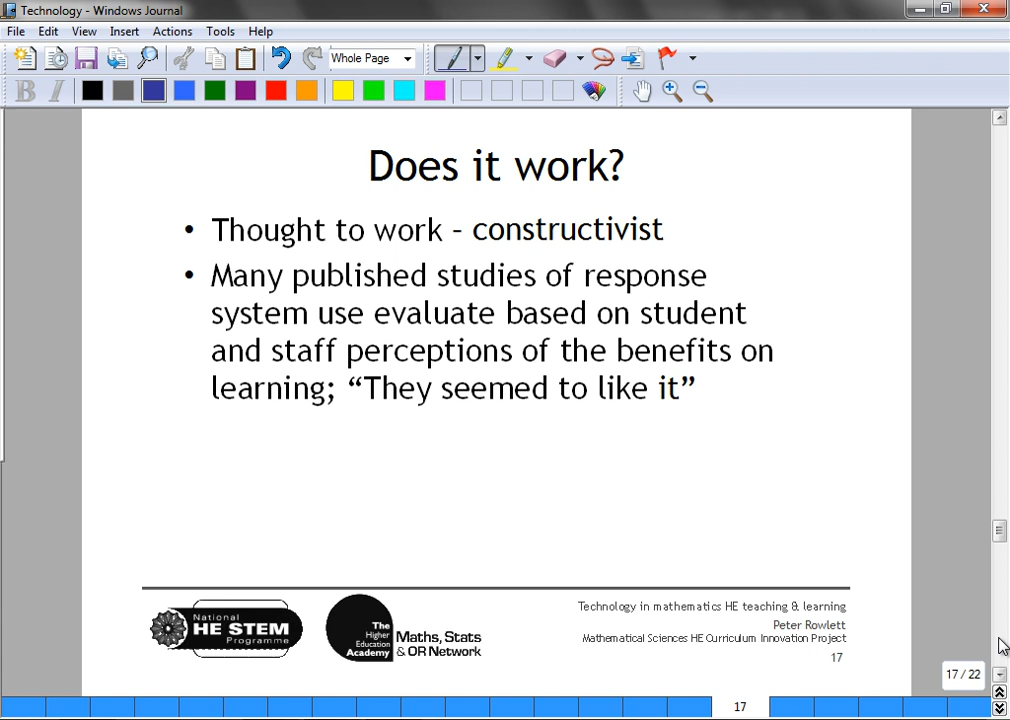 Technology - Windows Journal
File Edit View Insert Actions Tools Help
Whole Page
B I
Does it work?
• Thought to work – constructivist
• Many published studies of response
system use evaluate based on student
and staff perceptions of the benefits on
learning; “They seemed to like it”
National
HE STEM
Programme
The
Higher
Education
Academy
Maths, Stats
& OR Network
Technology in mathematics HE teaching & learning
Peter Rowlett
Mathematical Sciences HE Curriculum Innovation Project
17
17 / 22
17